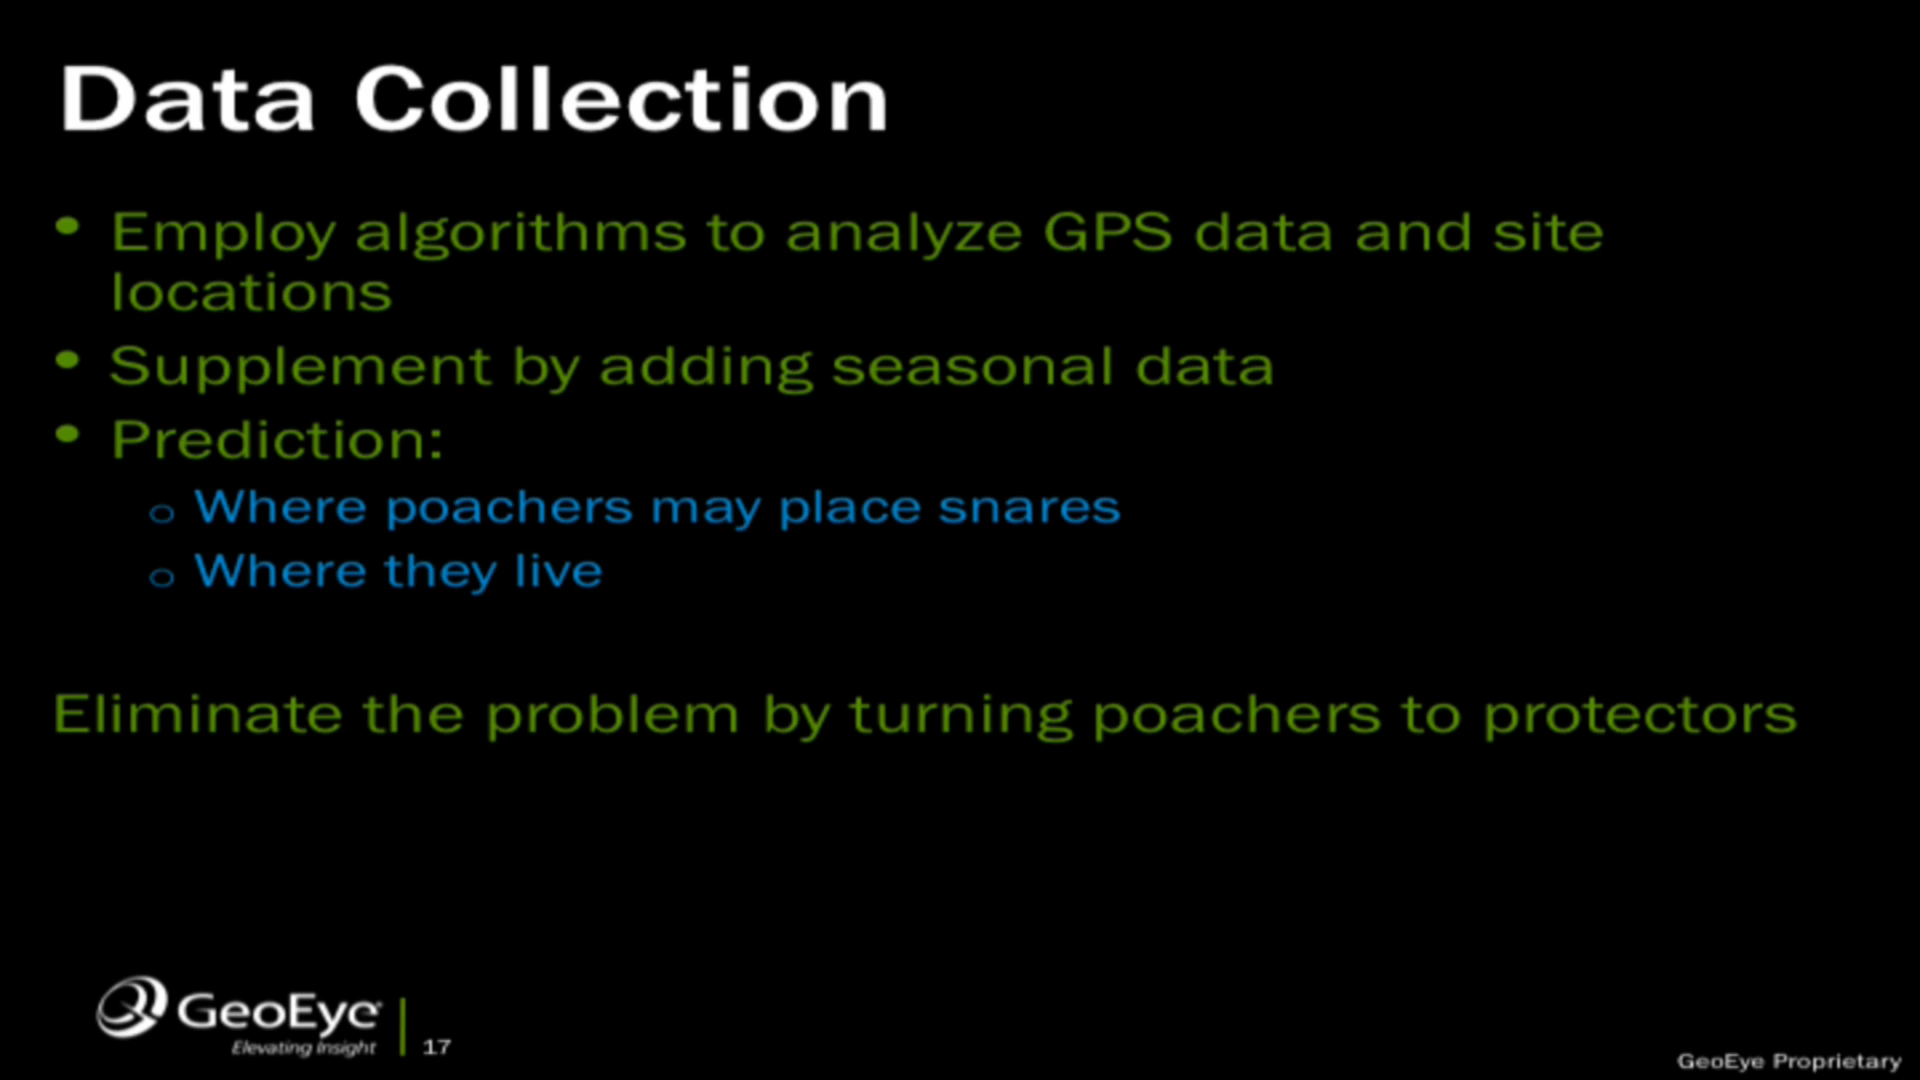 Data Collection
• Employ algorithms to analyze GPS data and site
locations
• Supplement by adding seasonal data
• Prediction:
o Where poachers may place snares
o Where they live
Eliminate the problem by turning poachers to protectors
GeoEye®
Elevating Insight
17
GeoEye Proprietary